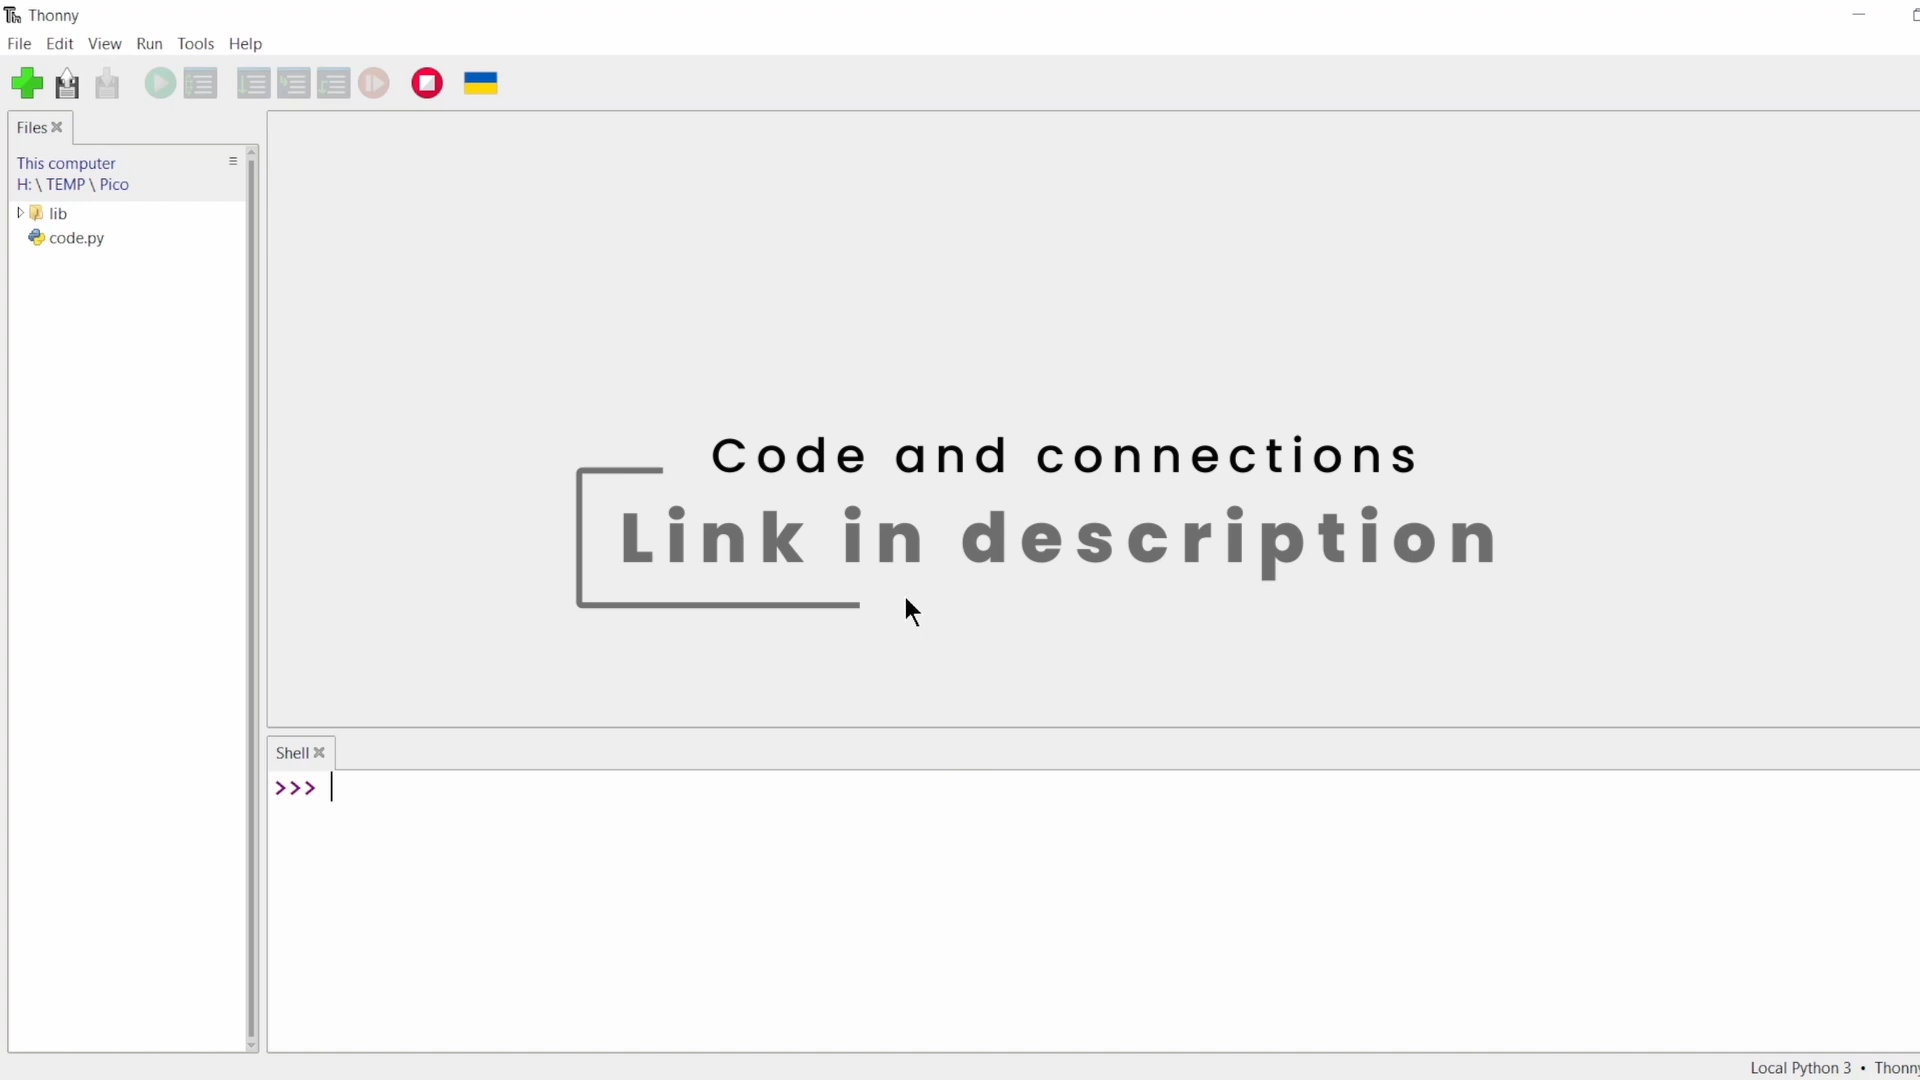 Thonny
File Edit View Run Tools Help
Files
This computer
H: \ TEMP \ Pico
lib
code.py
Code and connections
Link in description
Shell
>>>
Local Python 3 • Thonny